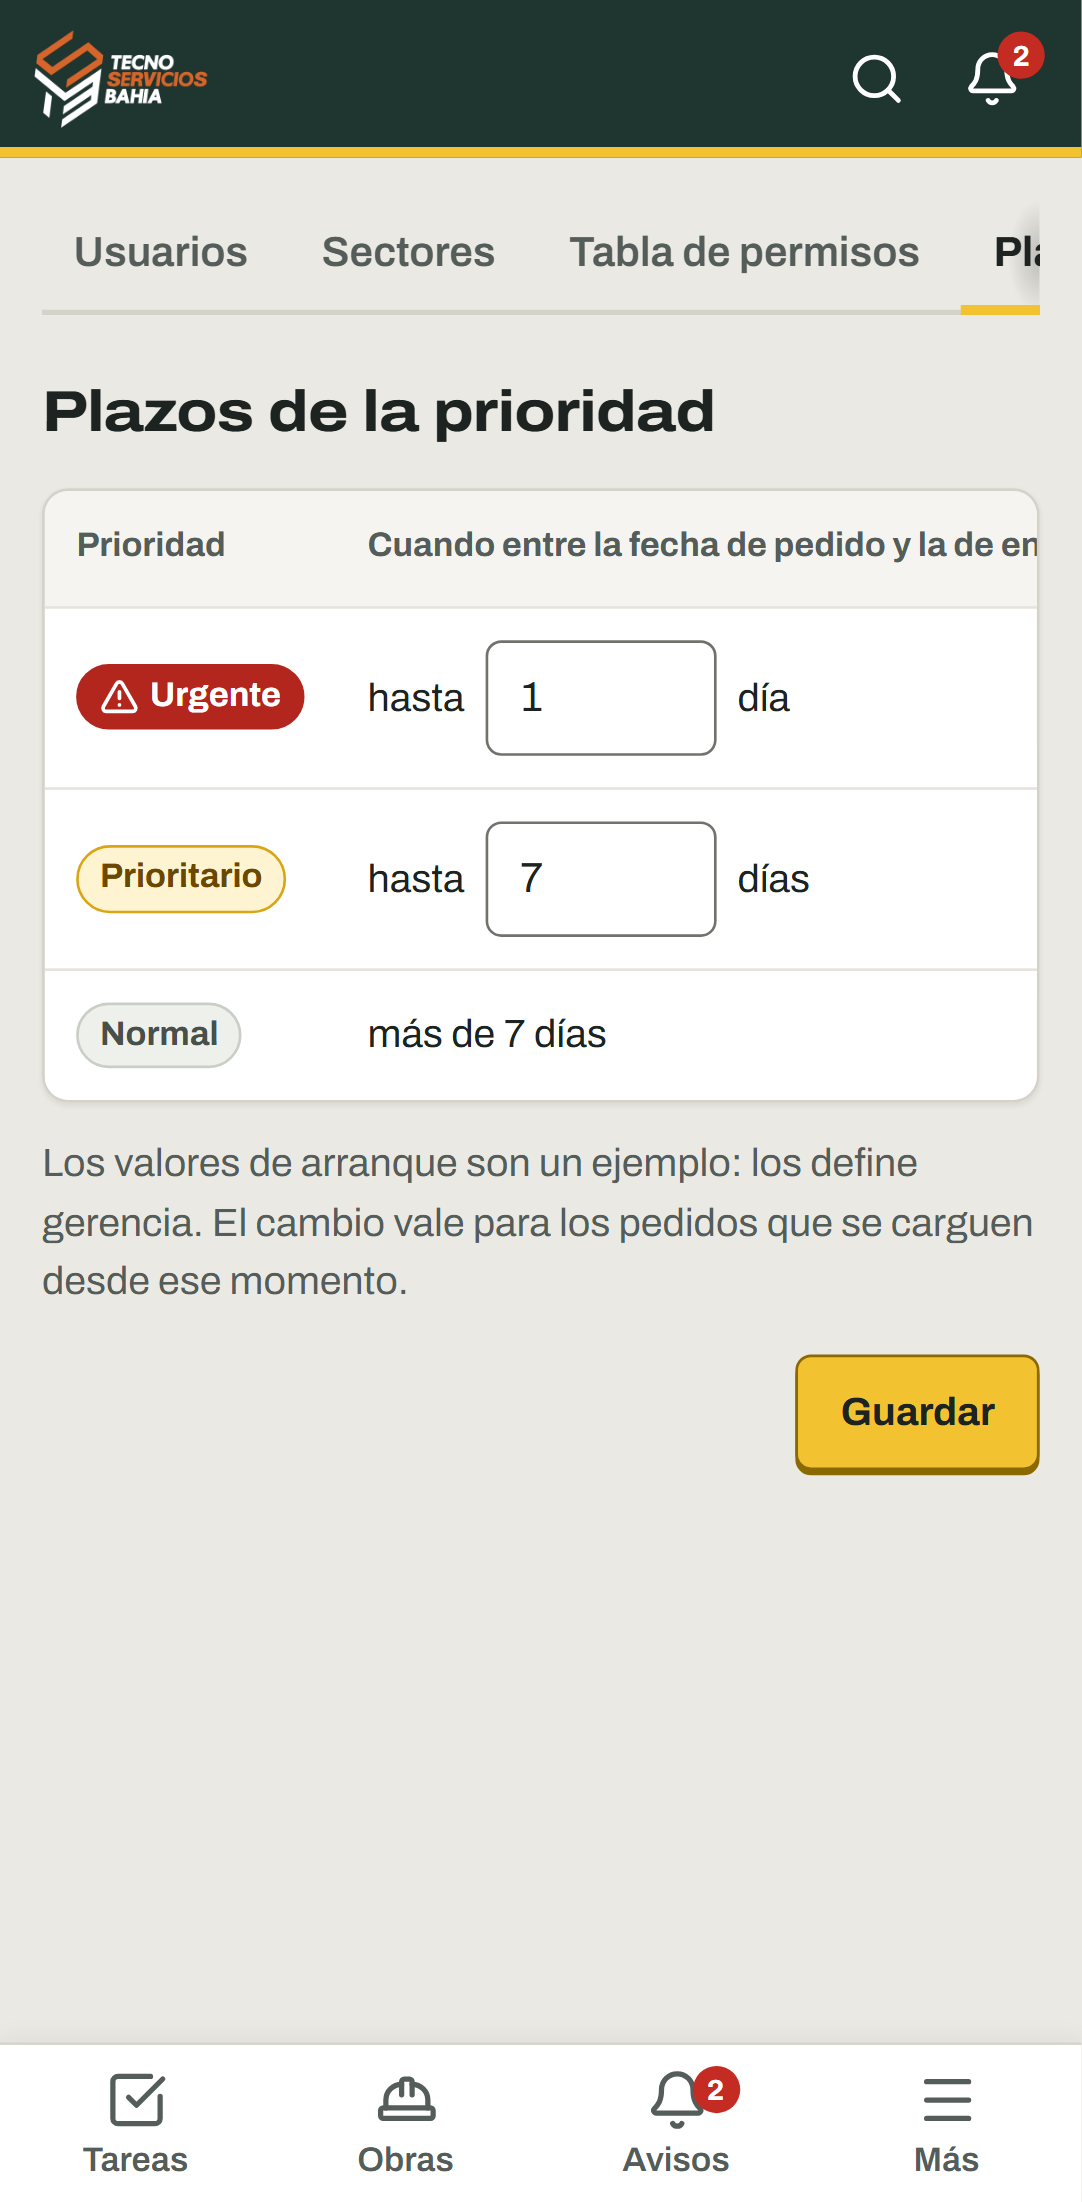 TECNO
SERVICIOS
BAHIA
2
Usuarios Sectores Tabla de permisos Pla
Plazos de la prioridad
Prioridad Cuando entre la fecha de pedido y la de en
Urgente hasta 1 día
Prioritario hasta 7 días
Normal más de 7 días
Los valores de arranque son un ejemplo: los define
gerencia. El cambio vale para los pedidos que se carguen
desde ese momento.
Guardar
2
Tareas Obras Avisos Más